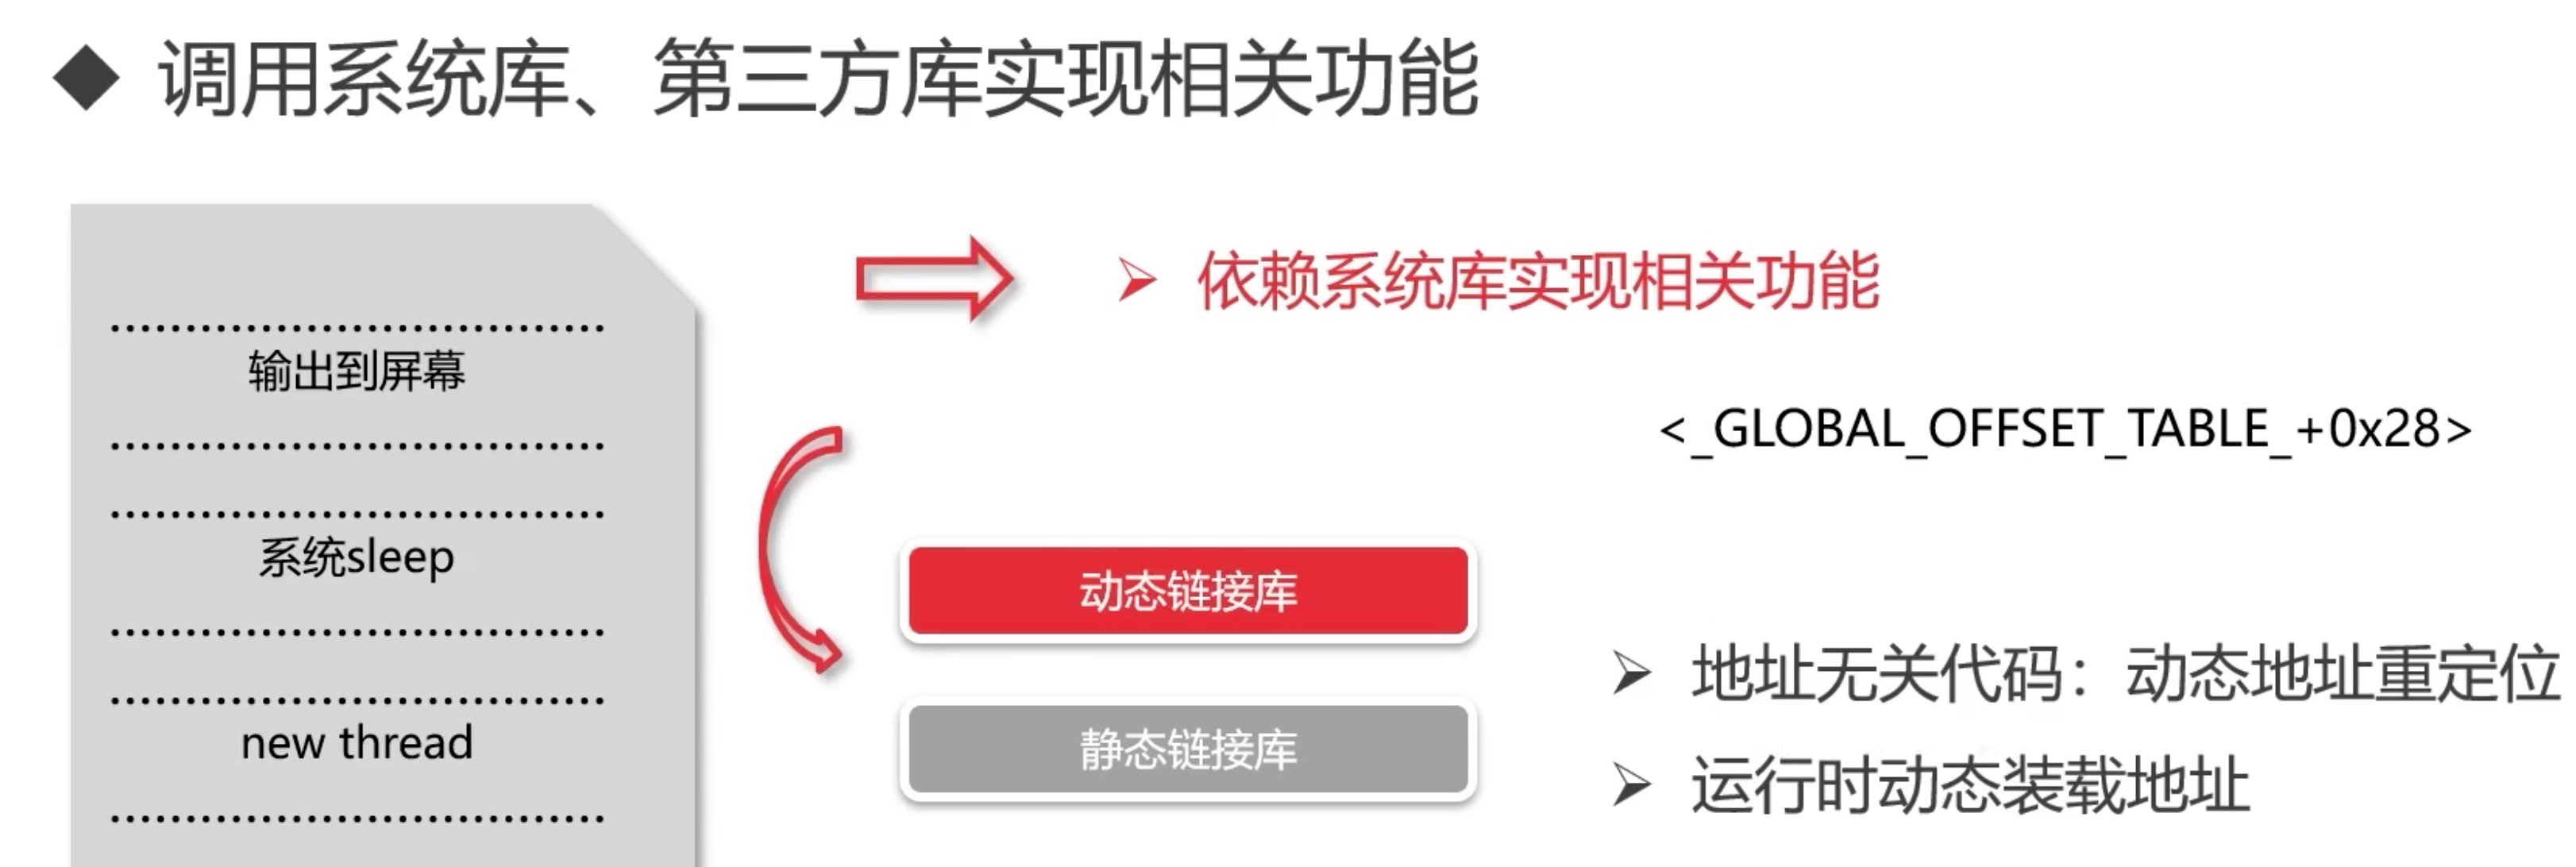 调用系统库、第三方库实现相关功能
依赖系统库实现相关功能
输出到屏幕
系统sleep
new thread
<_GLOBAL_OFFSET_TABLE_+0x28>
动态链接库
静态链接库
地址无关代码：动态地址重定位
运行时动态装载地址